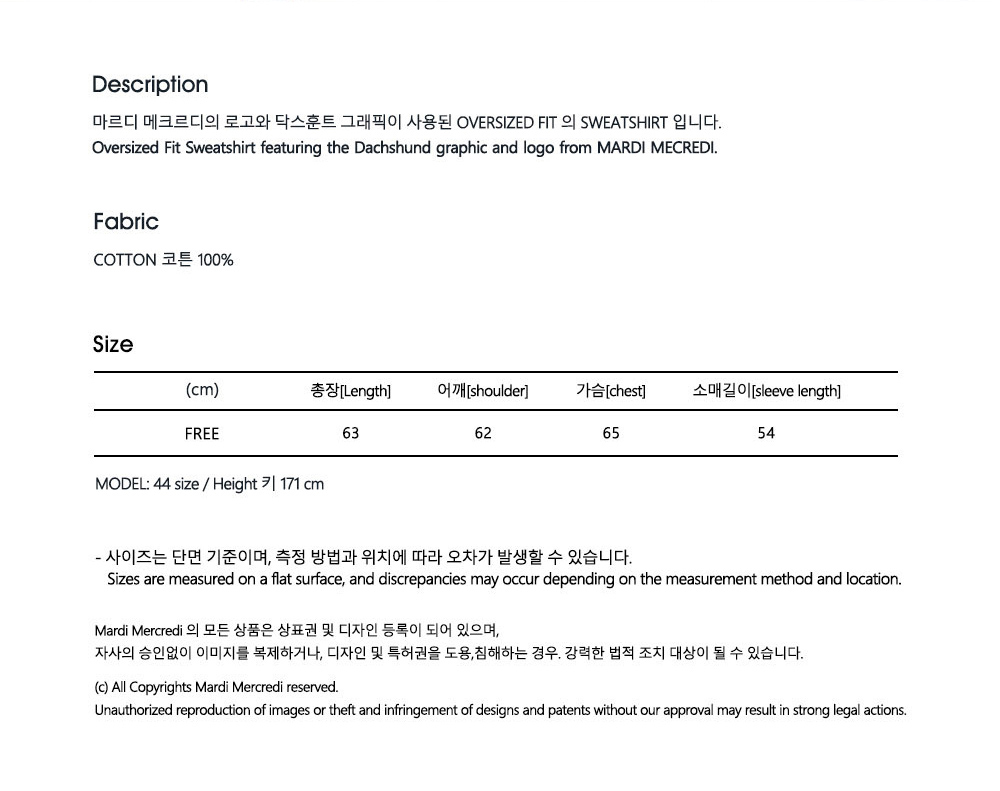 Description
마르디 메크르디의 로고와 닥스훈트 그래픽이 사용된 OVERSIZED FIT 의 SWEATSHIRT 입니다.
Oversized Fit Sweatshirt featuring the Dachshund graphic and logo from MARDI MECREDI.
Fabric
COTTON 코튼 100%
Size
(cm) 총장[Length] 어깨[shoulder] 가슴[chest] 소매길이[sleeve length]
FREE 63 62 65 54
MODEL: 44 size / Height 키 171 cm
- 사이즈는 단면 기준이며, 측정 방법과 위치에 따라 오차가 발생할 수 있습니다.
Sizes are measured on a flat surface, and discrepancies may occur depending on the measurement method and location.
Mardi Mercredi 의 모든 상품은 상표권 및 디자인 등록이 되어 있으며,
자사의 승인없이 이미지를 복제하거나, 디자인 및 특허권을 도용,침해하는 경우. 강력한 법적 조치 대상이 될 수 있습니다.
(c) All Copyrights Mardi Mercredi reserved.
Unauthorized reproduction of images or theft and infringement of designs and patents without our approval may result in strong legal actions.